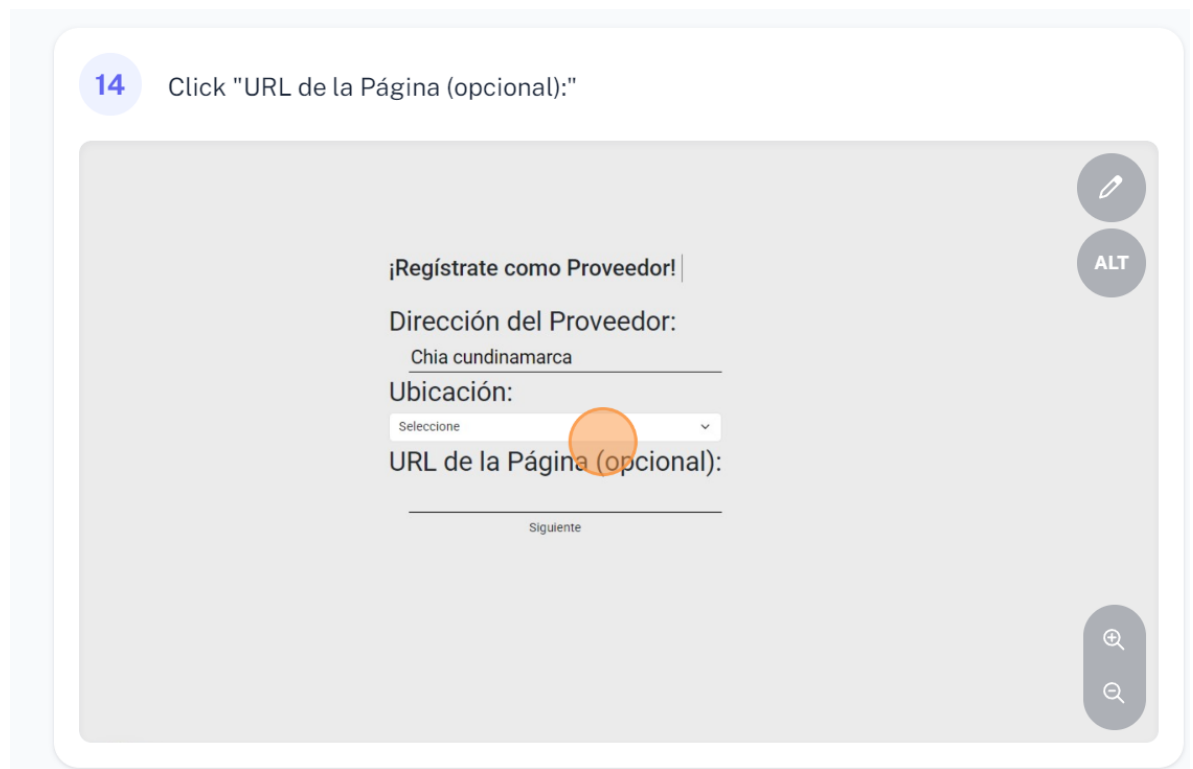 14 Click "URL de la Página (opcional):"
ALT
¡Regístrate como Proveedor!
Dirección del Proveedor:
Chia cundinamarca
Ubicación:
Seleccione
URL de la Página (opcional):
Siguiente